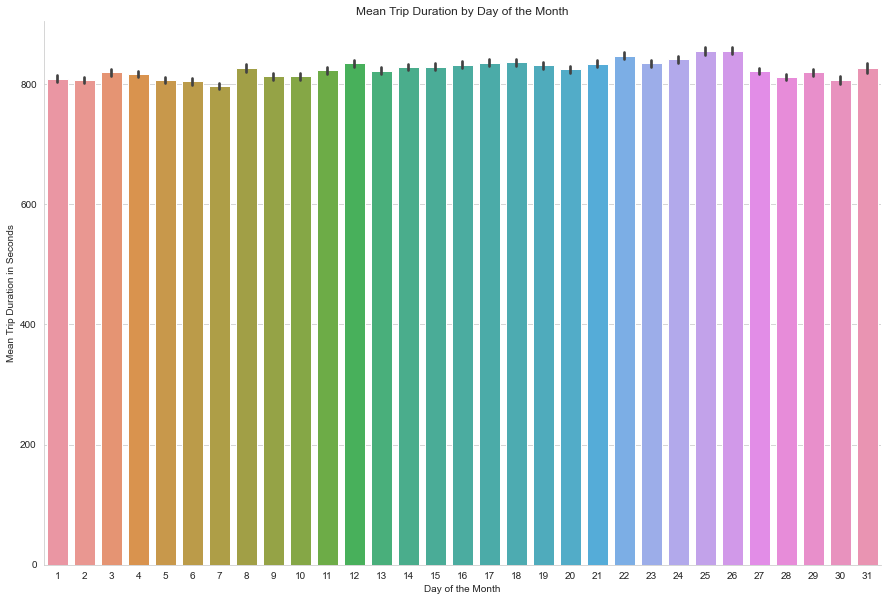 Mean Trip Duration by Day of the Month
Mean Trip Duration in Seconds
800
600
400
200
0
1 2 3 4 5 6 7 8 9 10 11 12 13 14 15 16 17 18 19 20 21 22 23 24 25 26 27 28 29 30 31
Day of the Month